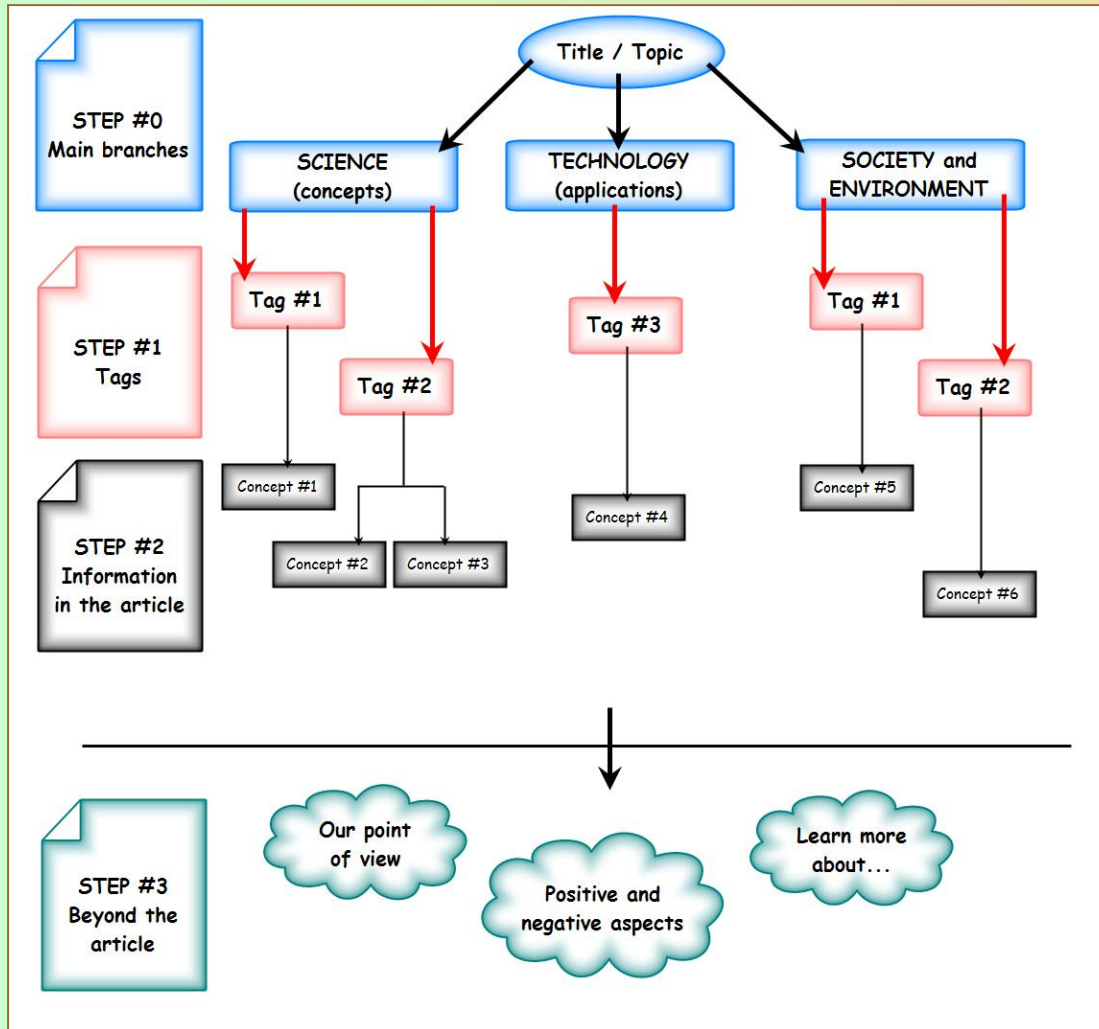 Title / Topic
STEP #0
Main branches
SCIENCE
(concepts)
TECHNOLOGY
(applications)
SOCIETY and
ENVIRONMENT
STEP #1
Tags
Tag #1
Tag #2
Tag #3
Tag #1
Tag #2
STEP #2
Information
in the article
Concept #1
Concept #2
Concept #3
Concept #4
Concept #5
Concept #6
STEP #3
Beyond the
article
Our point
of view
Positive and
negative aspects
Learn more
about...